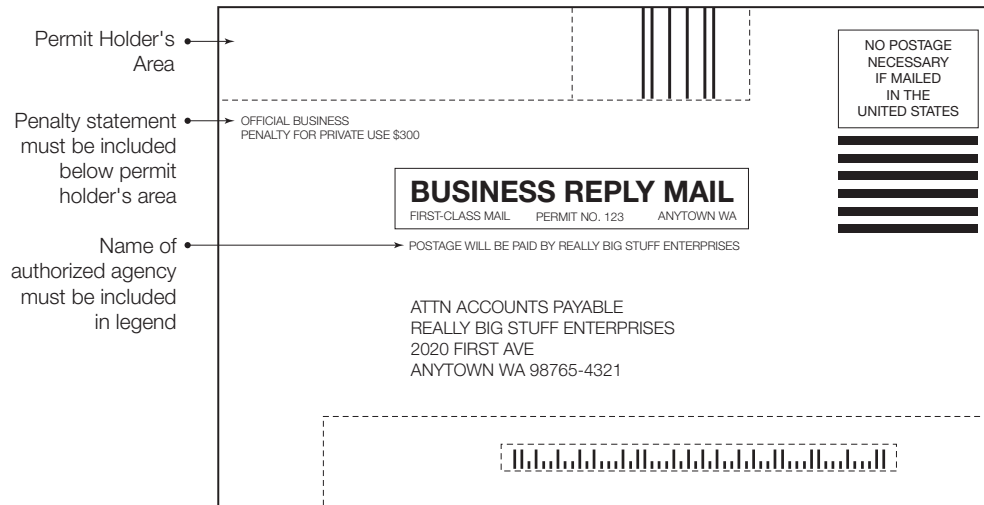 Permit Holder's
Area
NO POSTAGE
NECESSARY
IF MAILED
IN THE
UNITED STATES
Penalty statement
must be included
below permit
holder's area
OFFICIAL BUSINESS
PENALTY FOR PRIVATE USE $300
BUSINESS REPLY MAIL
FIRST-CLASS MAIL PERMIT NO. 123 ANYTOWN WA
Name of
authorized agency
must be included
in legend
POSTAGE WILL BE PAID BY REALLY BIG STUFF ENTERPRISES
ATTN ACCOUNTS PAYABLE
REALLY BIG STUFF ENTERPRISES
2020 FIRST AVE
ANYTOWN WA 98765-4321